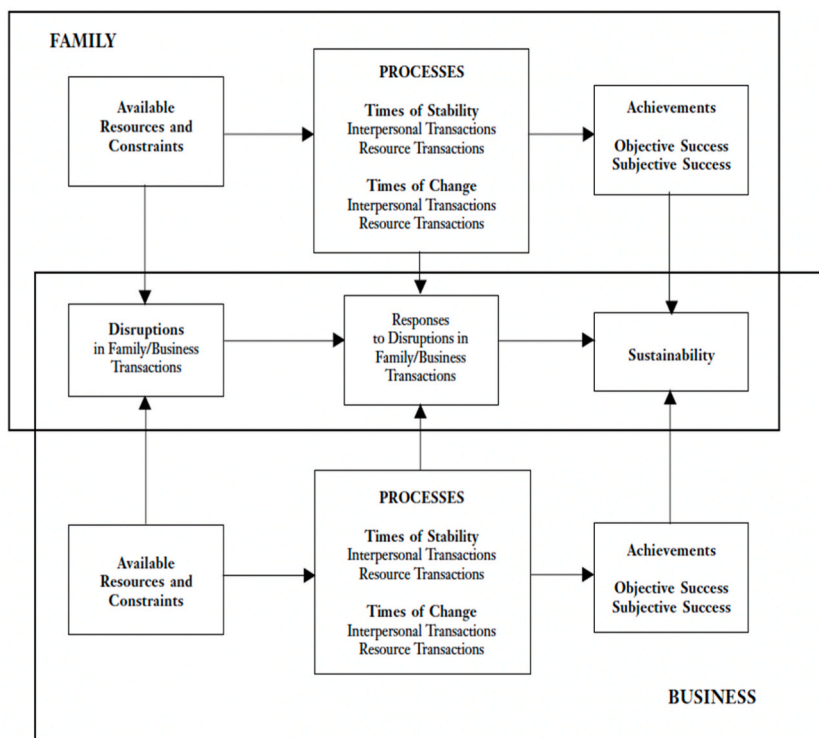 FAMILY
Available
Resources and
Constraints
PROCESSES
Times of Stability
Interpersonal Transactions
Resource Transactions
Times of Change
Interpersonal Transactions
Resource Transactions
Achievements
Objective Success
Subjective Success
Disruptions
in Family/Business
Transactions
Responses
to Disruptions in
Family/Business
Transactions
Sustainability
Available
Resources and
Constraints
PROCESSES
Times of Stability
Interpersonal Transactions
Resource Transactions
Times of Change
Interpersonal Transactions
Resource Transactions
Achievements
Objective Success
Subjective Success
BUSINESS